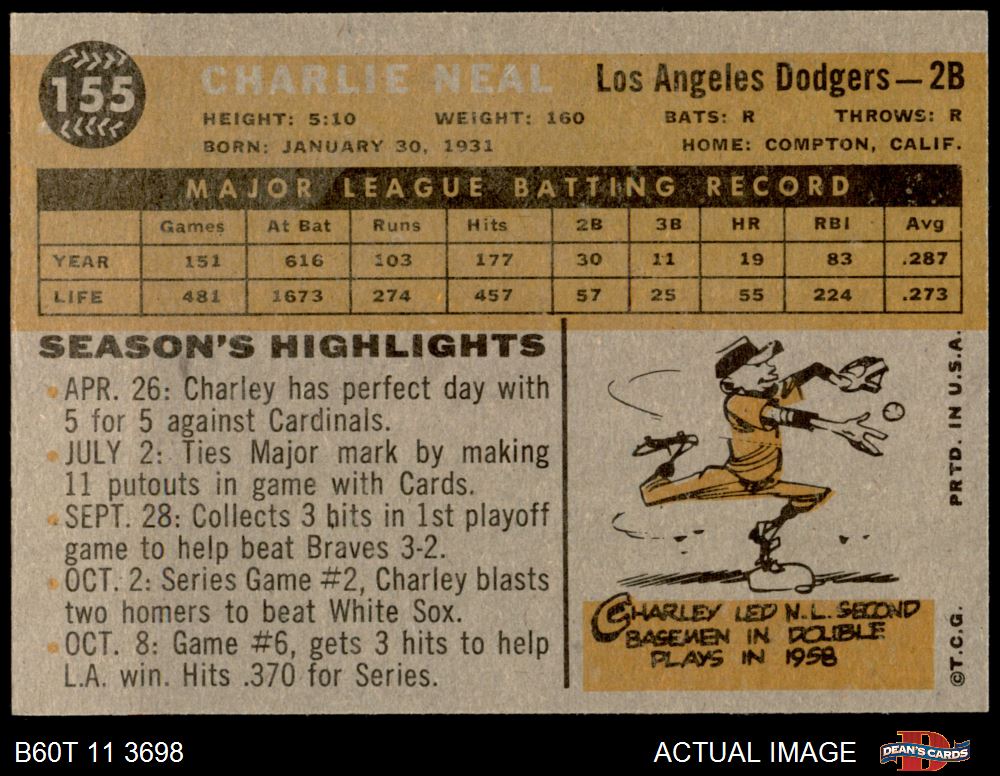 155
CHARLIE NEAL
Los Angeles Dodgers—2B
HEIGHT: 5:10 WEIGHT: 160 BATS: R THROWS: R
BORN: JANUARY 30, 1931 HOME: COMPTON, CALIF.
MAJOR LEAGUE BATTING RECORD
Games At Bat Runs Hits 2B 3B HR RBI Avg
YEAR 151 616 103 177 30 11 19 83 .287
LIFE 481 1673 274 457 57 25 55 224 .273
SEASON'S HIGHLIGHTS
• APR. 26: Charley has perfect day with
5 for 5 against Cardinals.
• JULY 2: Ties Major mark by making
11 putouts in game with Cards.
• SEPT. 28: Collects 3 hits in 1st playoff
game to help beat Braves 3-2.
• OCT. 2: Series Game #2, Charley blasts
two homers to beat White Sox.
• OCT. 8: Game #6, gets 3 hits to help
L.A. win. Hits .370 for Series.
CHARLEY LED N.L. SECOND
BASEMEN IN DOUBLE
PLAYS IN 1958
©T.C.G. PRTD. IN U.S.A.
B60T 11 3698
ACTUAL IMAGE
DEAN'S CARDS